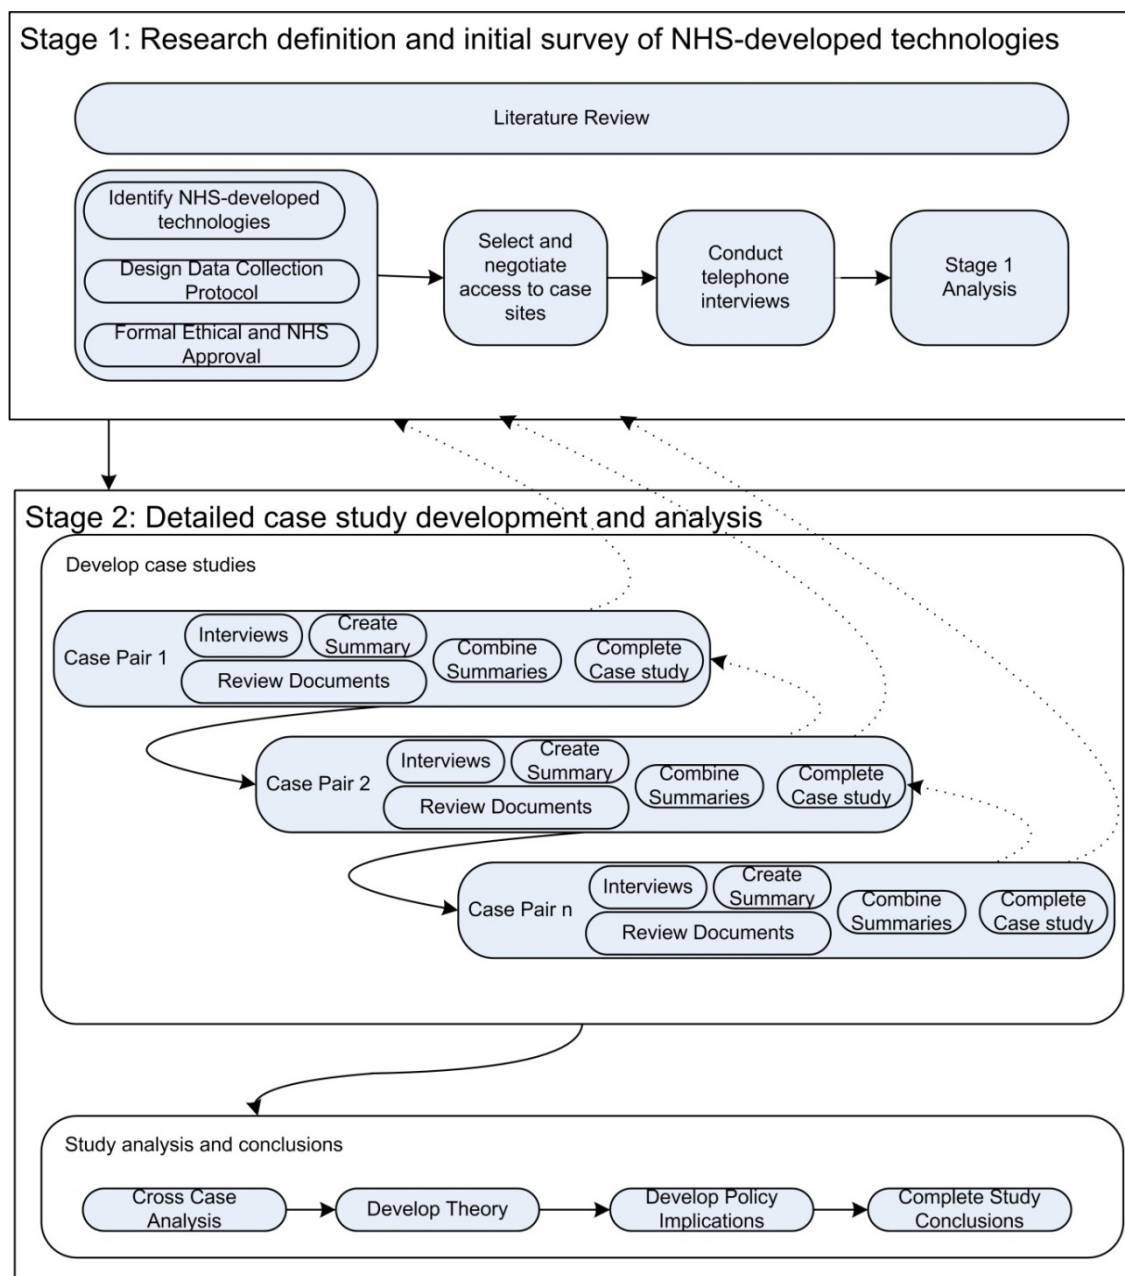 Stage 1: Research definition and initial survey of NHS-developed technologies
Literature Review
Identify NHS-developed
technologies
Design Data Collection
Protocol
Formal Ethical and NHS
Approval
Select and
negotiate
access to case
sites
Conduct
telephone
interviews
Stage 1
Analysis
Stage 2: Detailed case study development and analysis
Develop case studies
Case Pair 1
Interviews
Create
Summary
Review Documents
Combine
Summaries
Complete
Case study
Case Pair 2
Interviews
Create
Summary
Review Documents
Combine
Summaries
Complete
Case study
Case Pair n
Interviews
Create
Summary
Review Documents
Combine
Summaries
Complete
Case study
Study analysis and conclusions
Cross Case
Analysis
Develop Theory
Develop Policy
Implications
Complete Study
Conclusions